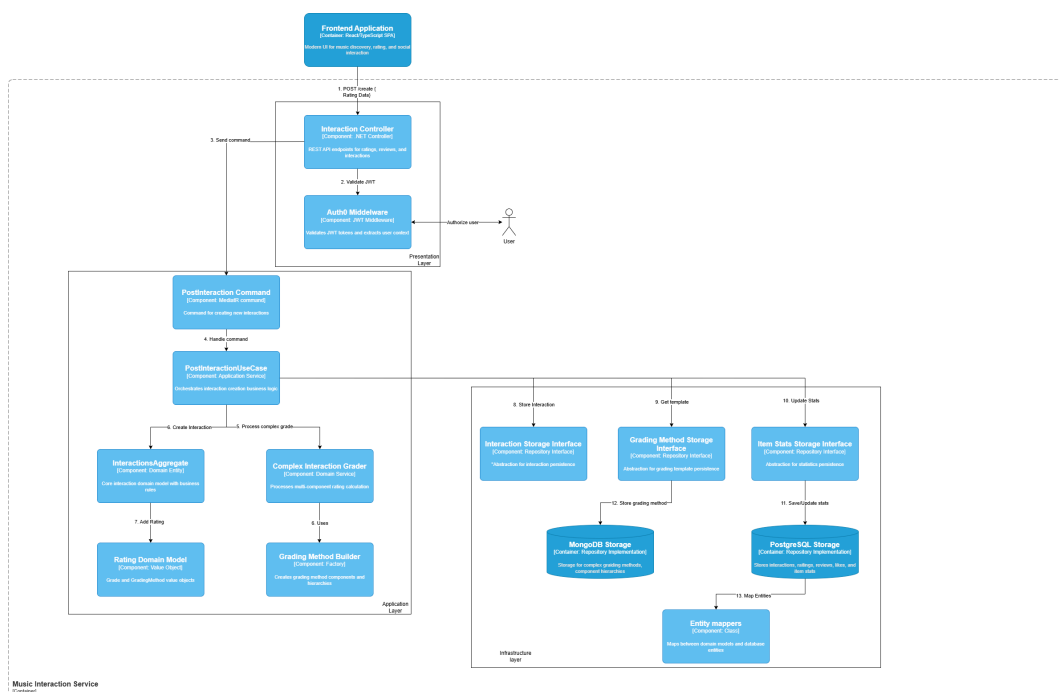 Frontend Application
[Container: React/TypeScript SPA]
Modern UI for music discovery, rating, and social
interaction
1. POST /create (
Rating Data)
Interaction Controller
[Component: .NET Controller]
REST API endpoints for ratings, reviews, and
interactions
3. Send command
2. Validate JWT
Auth0 Middelware
[Component: JWT Middleware]
Validates JWT tokens and extracts user context
Authorize user
User
Presentation
Layer
PostInteraction Command
[Component: MediatR command]
Command for creating new interactions
4. Handle command
PostInteractionUseCase
[Component: Application Service]
Orchestrates interaction creation business logic
6. Create Interaction
5. Process complex grade
8. Store Interaction
9. Get template
10. Update Stats
InteractionsAggregate
[Component: Domain Entity]
Core interaction domain model with business
rules
Complex Interaction Grader
[Component: Domain Service]
Processes multi-component rating calculation
Interaction Storage Interface
[Component: Repository Interface]
"Abstraction for interaction persistence
Grading Method Storage
Interface
[Component: Repository Interface]
Abstraction for grading template persistence
Item Stats Storage Interface
[Component: Repository Interface]
Abstraction for statistics persistence
7. Add Rating
6. Uses
12. Store grading method
11. Save/Update stats
Rating Domain Model
[Component: Value Object]
Grade and GradingMethod value objects
Grading Method Builder
[Component: Factory]
Creates grading method components and
hierarchies
MongoDB Storage
[Container: Repository Implementation]
Storage for complex grading methods,
component hierarchies
PostgreSQL Storage
[Container: Repository Implementation]
Stores interactions, ratings, reviews, likes, and
item stats
Application
Layer
13. Map Entities
Entity mappers
[Component: Class]
Maps between domain models and database
entities
Infrastructure
layer
Music Interaction Service
[Container]